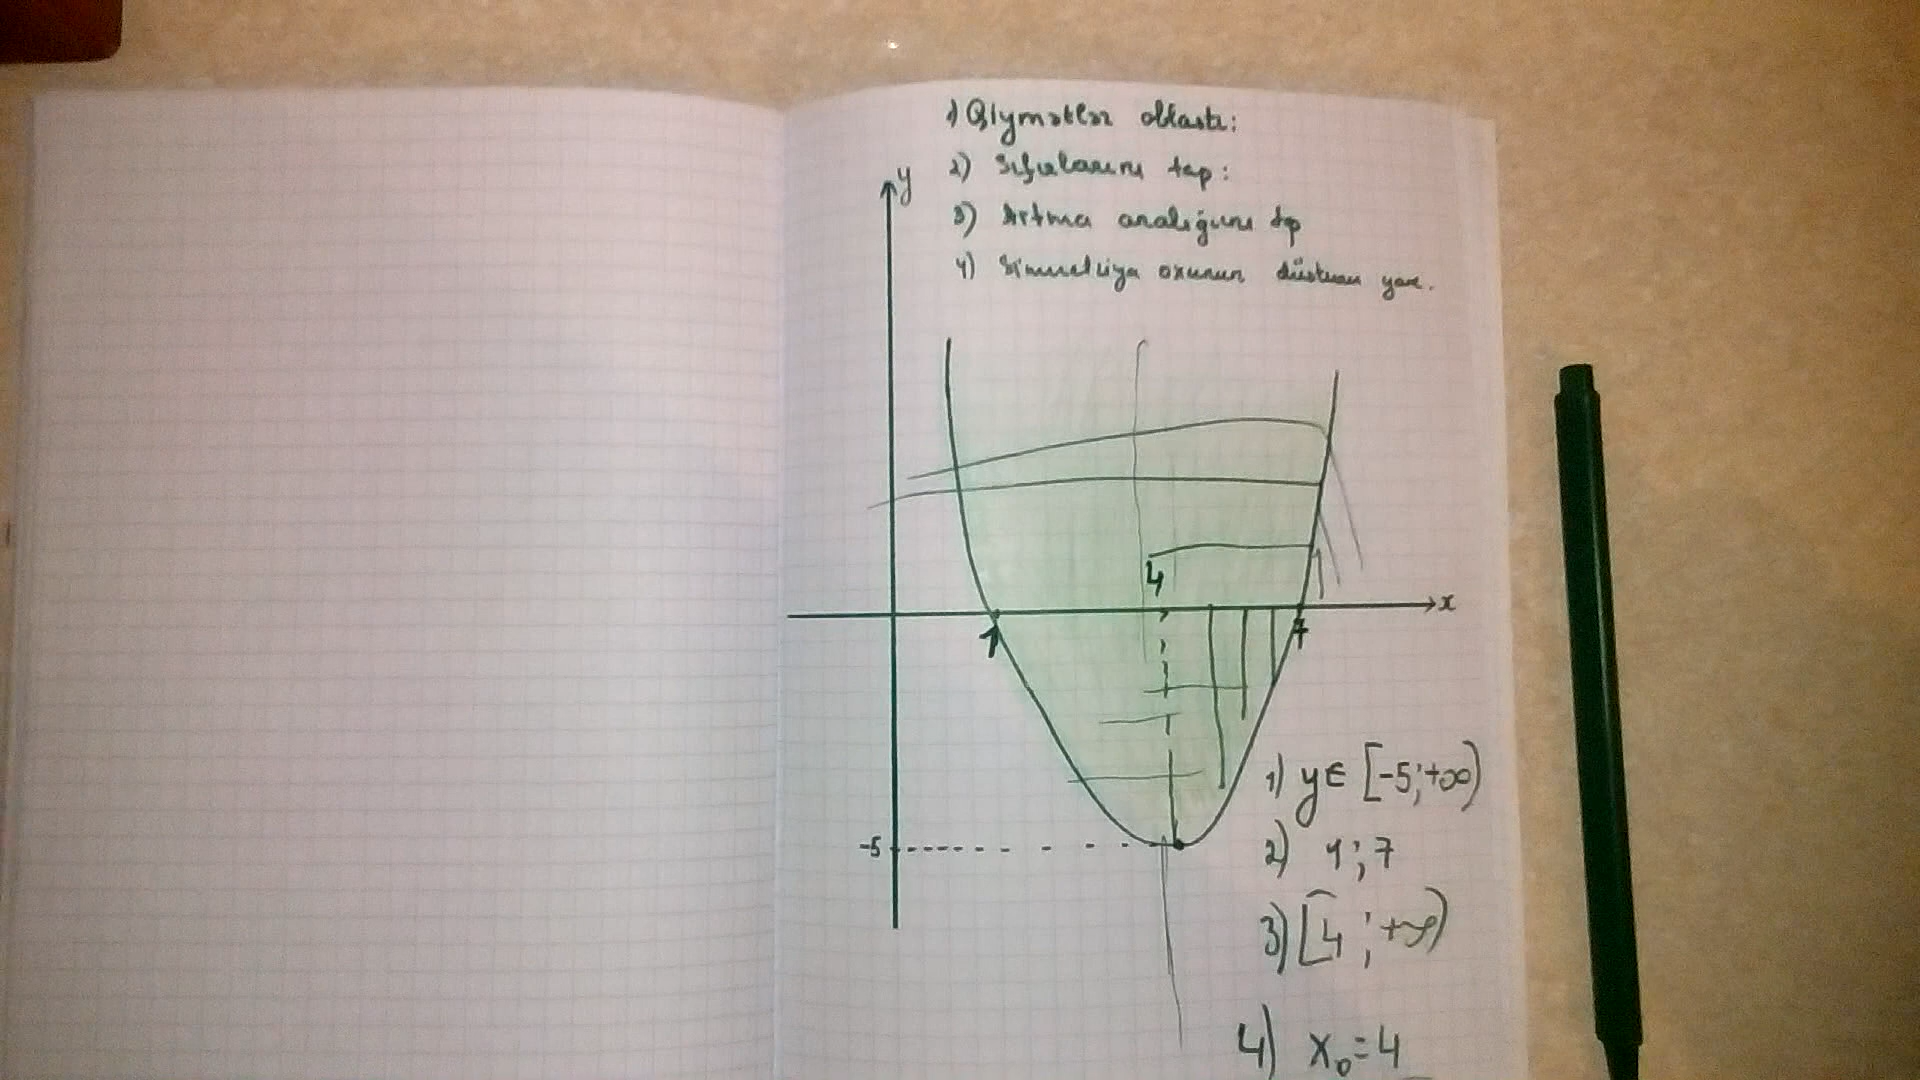 1) Qiymətlər oblastı:
2) Sıfırlarını tap:
3) Artma aralığını tap
4) Simmetriya oxunun düsturunu yaz.
y
4
x
1
7
-5
1) y∈ [-5;+∞)
2) 1;7
3) [4;+∞)
4) x₀=4